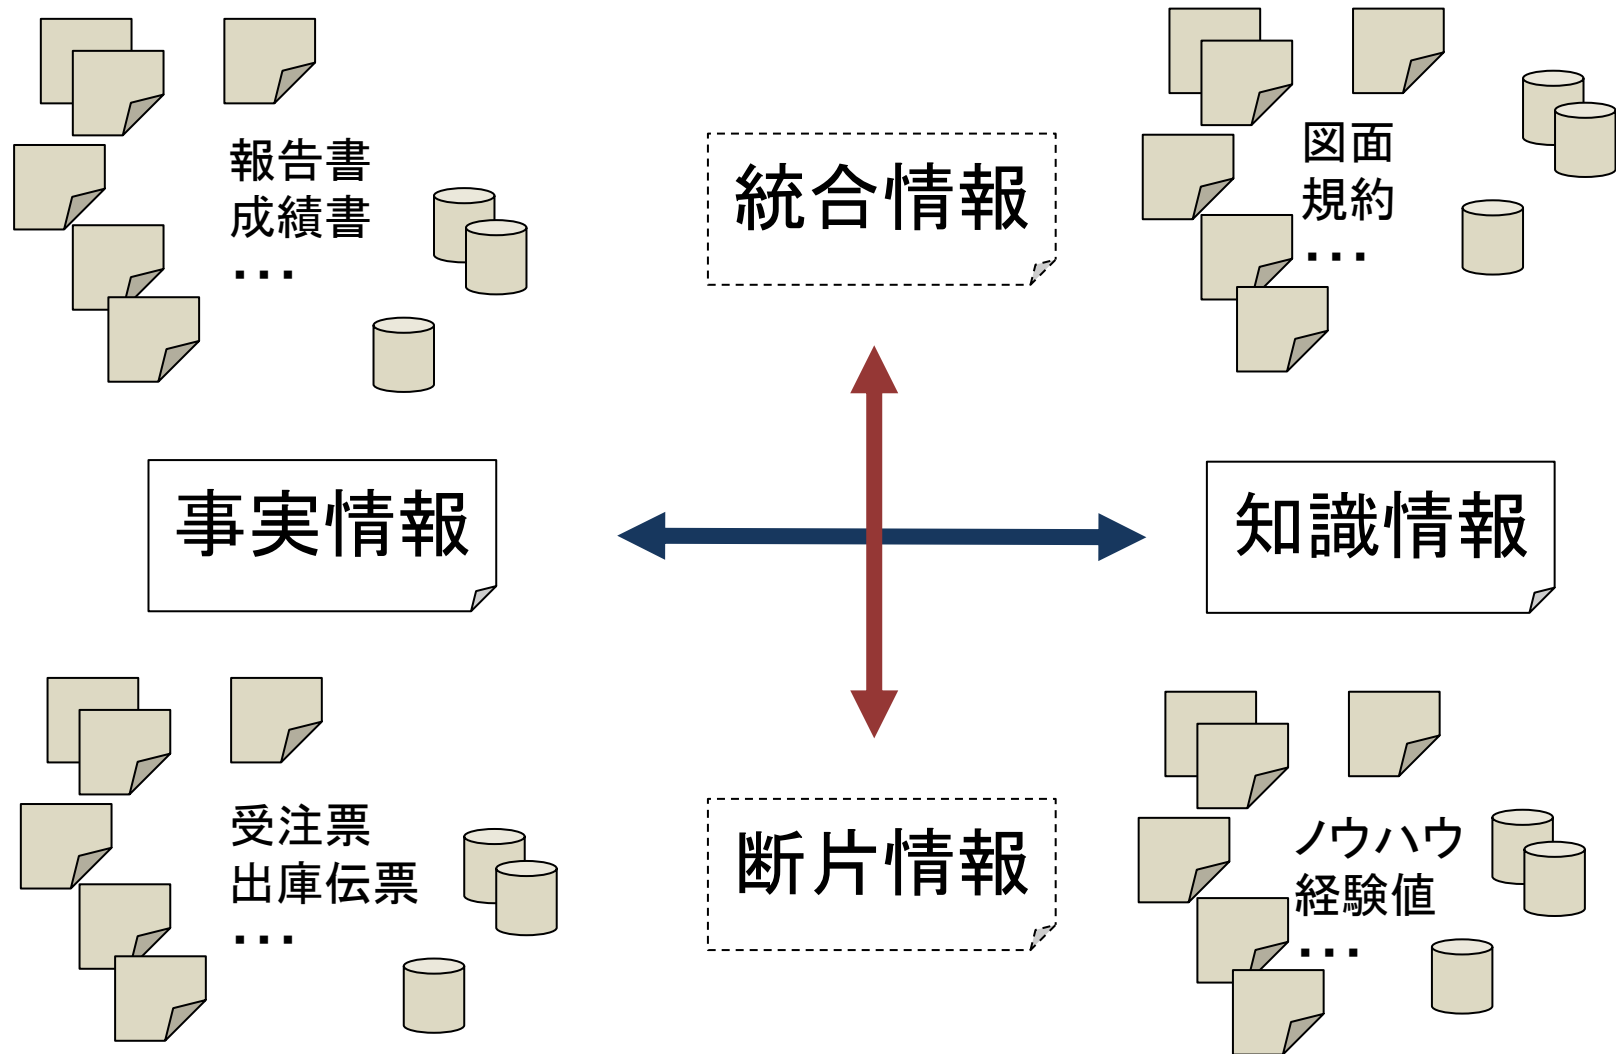 報告書
成績書
・・・
統合情報
図面
規約
・・・
事実情報
知識情報
受注票
出庫伝票
・・・
断片情報
ノウハウ
経験値
・・・